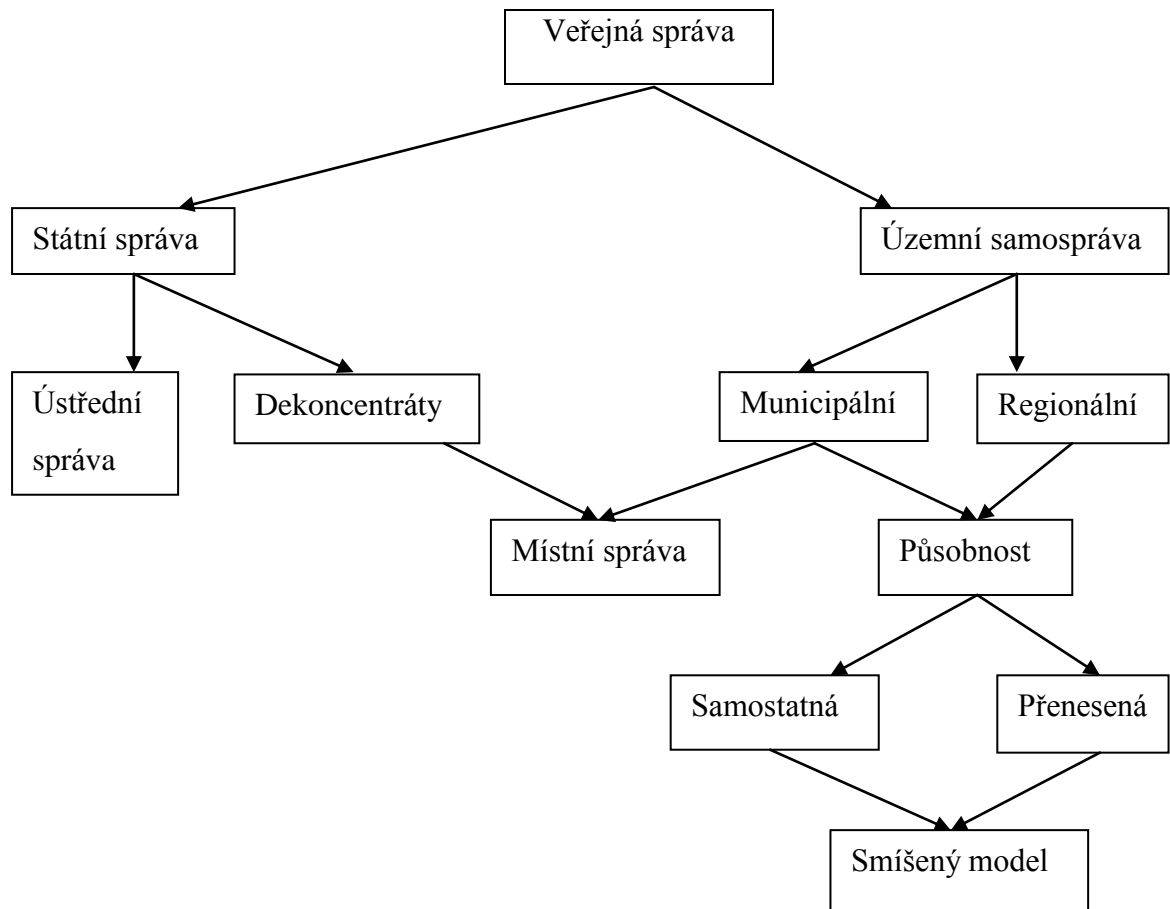 Veřejná správa
Státní správa
Územní samospráva
Ústřední
správa
Dekoncentráty
Municipální
Regionální
Místní správa
Působnost
Samostatná
Přenesená
Smíšený model